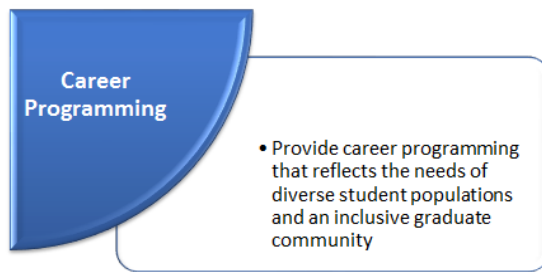 Career
Programming
• Provide career programming
that reflects the needs of
diverse student populations
and an inclusive graduate
community